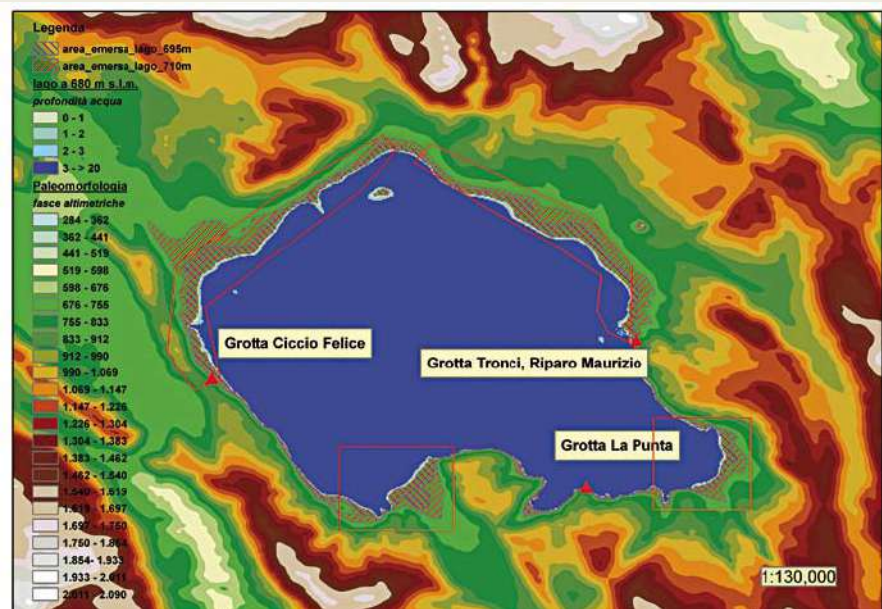 Legenda
area_emersa_lago_695m
area_emersa_lago_710m
lago a 680 m s.l.m.
profondità acqua
0 - 1
1 - 2
2 - 3
3 - > 20
Paleomorfologia
fasce altimetriche
284 - 362
362 - 441
441 - 519
519 - 598
598 - 676
676 - 755
755 - 833
833 - 912
912 - 990
990 - 1.069
1.069 - 1.147
1.147 - 1.226
1.226 - 1.304
1.304 - 1.383
1.383 - 1.462
1.462 - 1.540
1.540 - 1.619
1.619 - 1.697
1.697 - 1.750
1.750 - 1.854
1.854- 1.933
1.933 - 2.011
2.011 - 2.090
Grotta Ciccio Felice
Grotta Tronci, Riparo Maurizio
Grotta La Punta
1:130,000